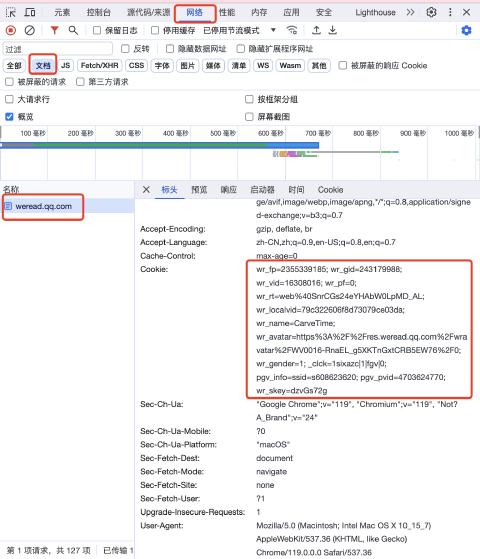 元素 控制台 源代码/来源 网络 性能 内存 应用 安全 Lighthouse
保留日志 停用缓存 已停用节流模式
过滤 反转 隐藏数据网址 隐藏扩展程序网址
全部 文档 JS Fetch/XHR CSS 字体 图片 媒体 清单 WS Wasm 其他 被屏蔽的响应 Cookie
被屏蔽的请求 第三方请求
大请求行 按框架分组
概览 屏幕截图
100 毫秒 200 毫秒 300 毫秒 400 毫秒 500 毫秒 600 毫秒 700 毫秒 800 毫秒 900 毫秒 1000 毫
名称
weread.qq.com
标头 预览 响应 启动器 时间 Cookie
ge/avif,image/webp,image/apng,*/*;q=0.8,application/signe
d-exchange;v=b3;q=0.7
Accept-Encoding: gzip, deflate, br
Accept-Language: zh-CN,zh;q=0.9,en-US;q=0.8,en;q=0.7
Cache-Control: max-age=0
Cookie: wr_fp=2355339185; wr_gid=243179988;
wr_vid=16308016; wr_pf=0;
wr_rt=web%40SnrCGs24eYHAbW0LpMD_AL;
wr_localvid=79c322606f8d73079ce03da;
wr_name=CarveTime;
wr_avatar=https%3A%2F%2Fres.weread.qq.com%2Fwra
vatar%2FWV0016-RnaEL_g5XKTnGxtCRB5EW76%2F0;
wr_gender=1; _clck=1sixazc|1|fgv|0;
pgv_info=ssid=s608623620; pgv_pvid=4703624770;
wr_skey=dzvGs72g
Sec-Ch-Ua: "Google Chrome";v="119", "Chromium";v="119", "Not?
A_Brand";v="24"
Sec-Ch-Ua-Mobile: ?0
Sec-Ch-Ua-Platform: "macOS"
Sec-Fetch-Dest: document
Sec-Fetch-Mode: navigate
Sec-Fetch-Site: none
Sec-Fetch-User: ?1
Upgrade-Insecure-Requests: 1
User-Agent: Mozilla/5.0 (Macintosh; Intel Mac OS X 10_15_7)
AppleWebKit/537.36 (KHTML, like Gecko)
Chrome/119.0.0.0 Safari/537.36
第 1 项请求，共 127 项 已传输 1